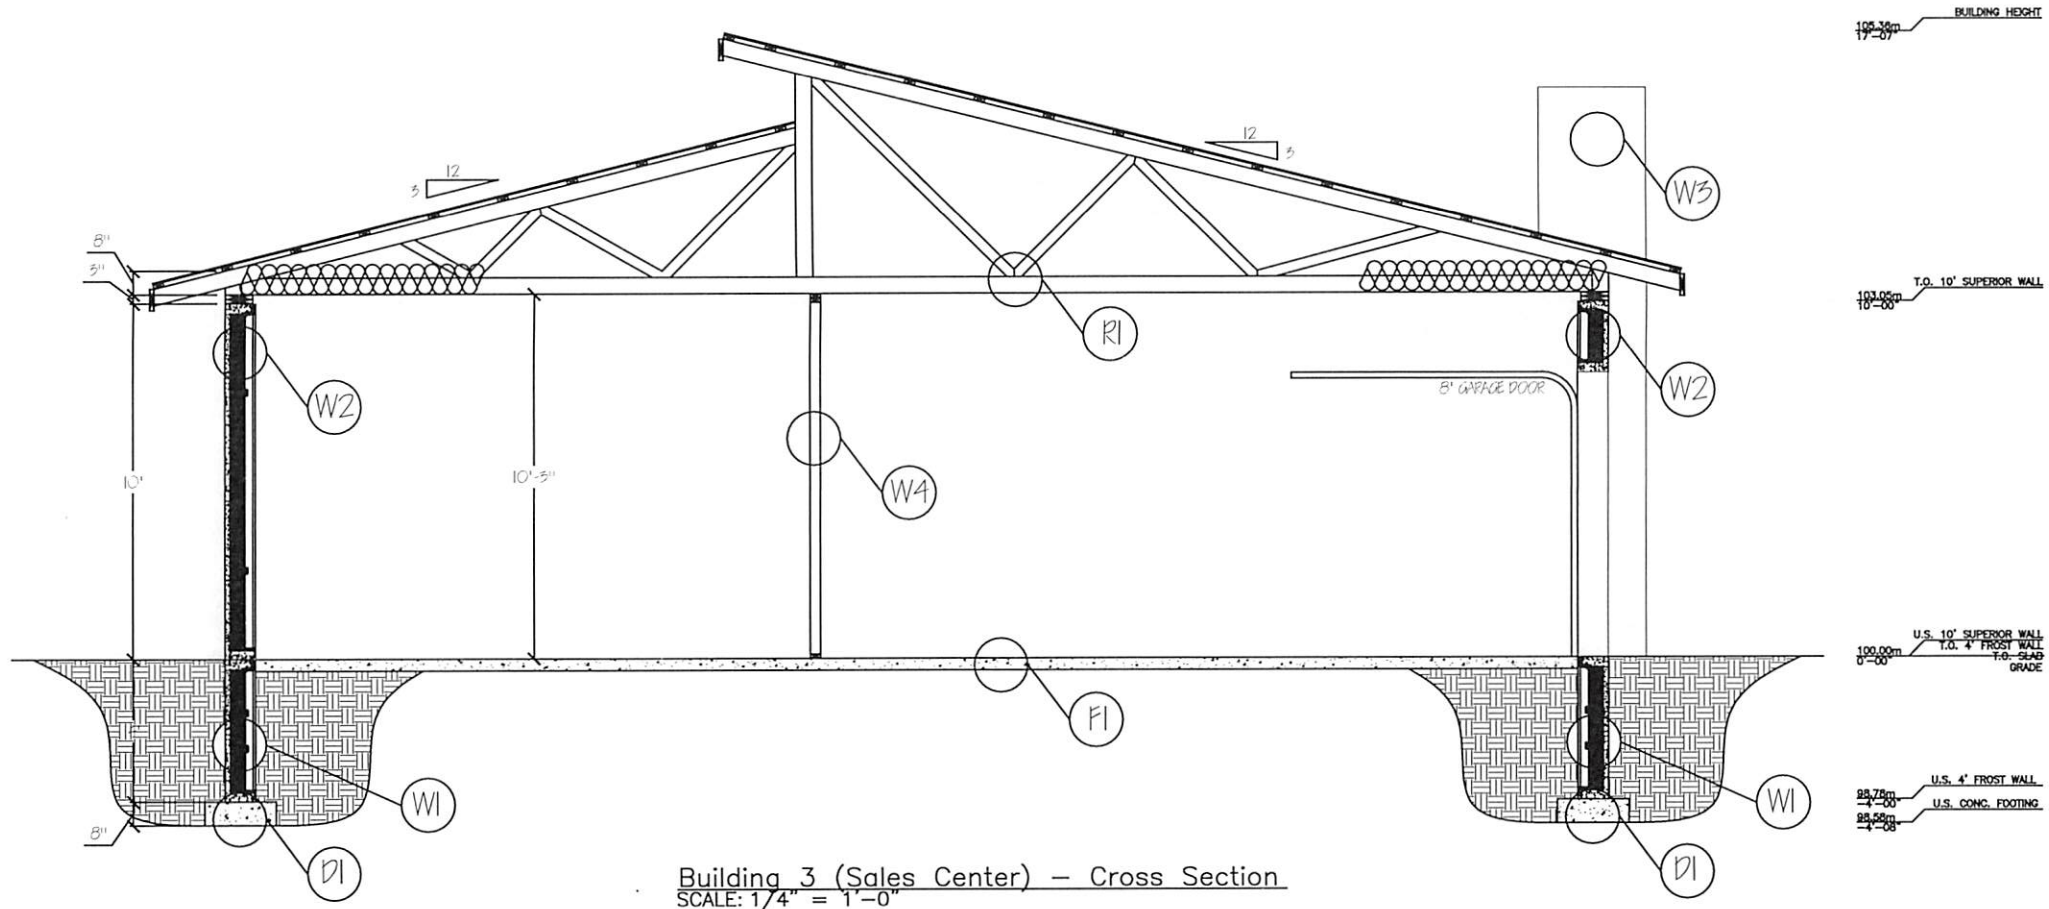 BUILDING HEIGHT
105.36m
17'-07"
12
3
12
3
W3
8"
3"
T.O. 10' SUPERIOR WALL
103.05m
10'-00"
R1
W2
8' GARAGE DOOR
W2
10'
10'-3"
W4
U.S. 10' SUPERIOR WALL
T.O. 4' FROST WALL
100.00m
0'-00"
T.O. SLAB
GRADE
F1
W1
W1
U.S. 4' FROST WALL
98.78m
-4'-00"
U.S. CONC. FOOTING
98.58m
-4'-08"
8"
D1
D1
Building 3 (Sales Center) – Cross Section
SCALE: 1/4" = 1'-0"